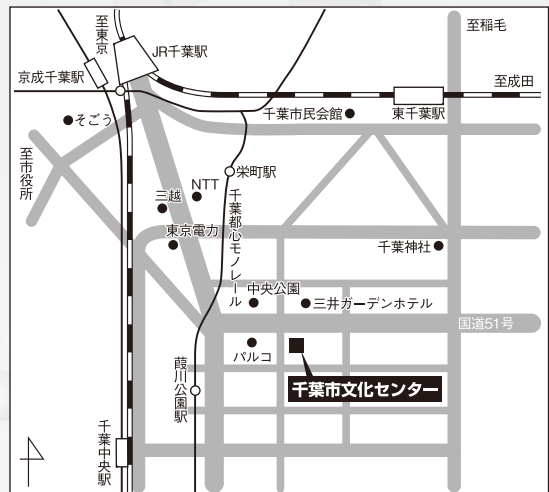 至東京
JR千葉駅
至稲毛
京成千葉駅
至成田
そごう
千葉市民会館
東千葉駅
至市役所
栄町駅
NTT
三越
千葉都心モノレール
東京電力
千葉神社
中央公園
三井ガーデンホテル
国道51号
パルコ
葭川公園駅
千葉市文化センター
千葉中央駅